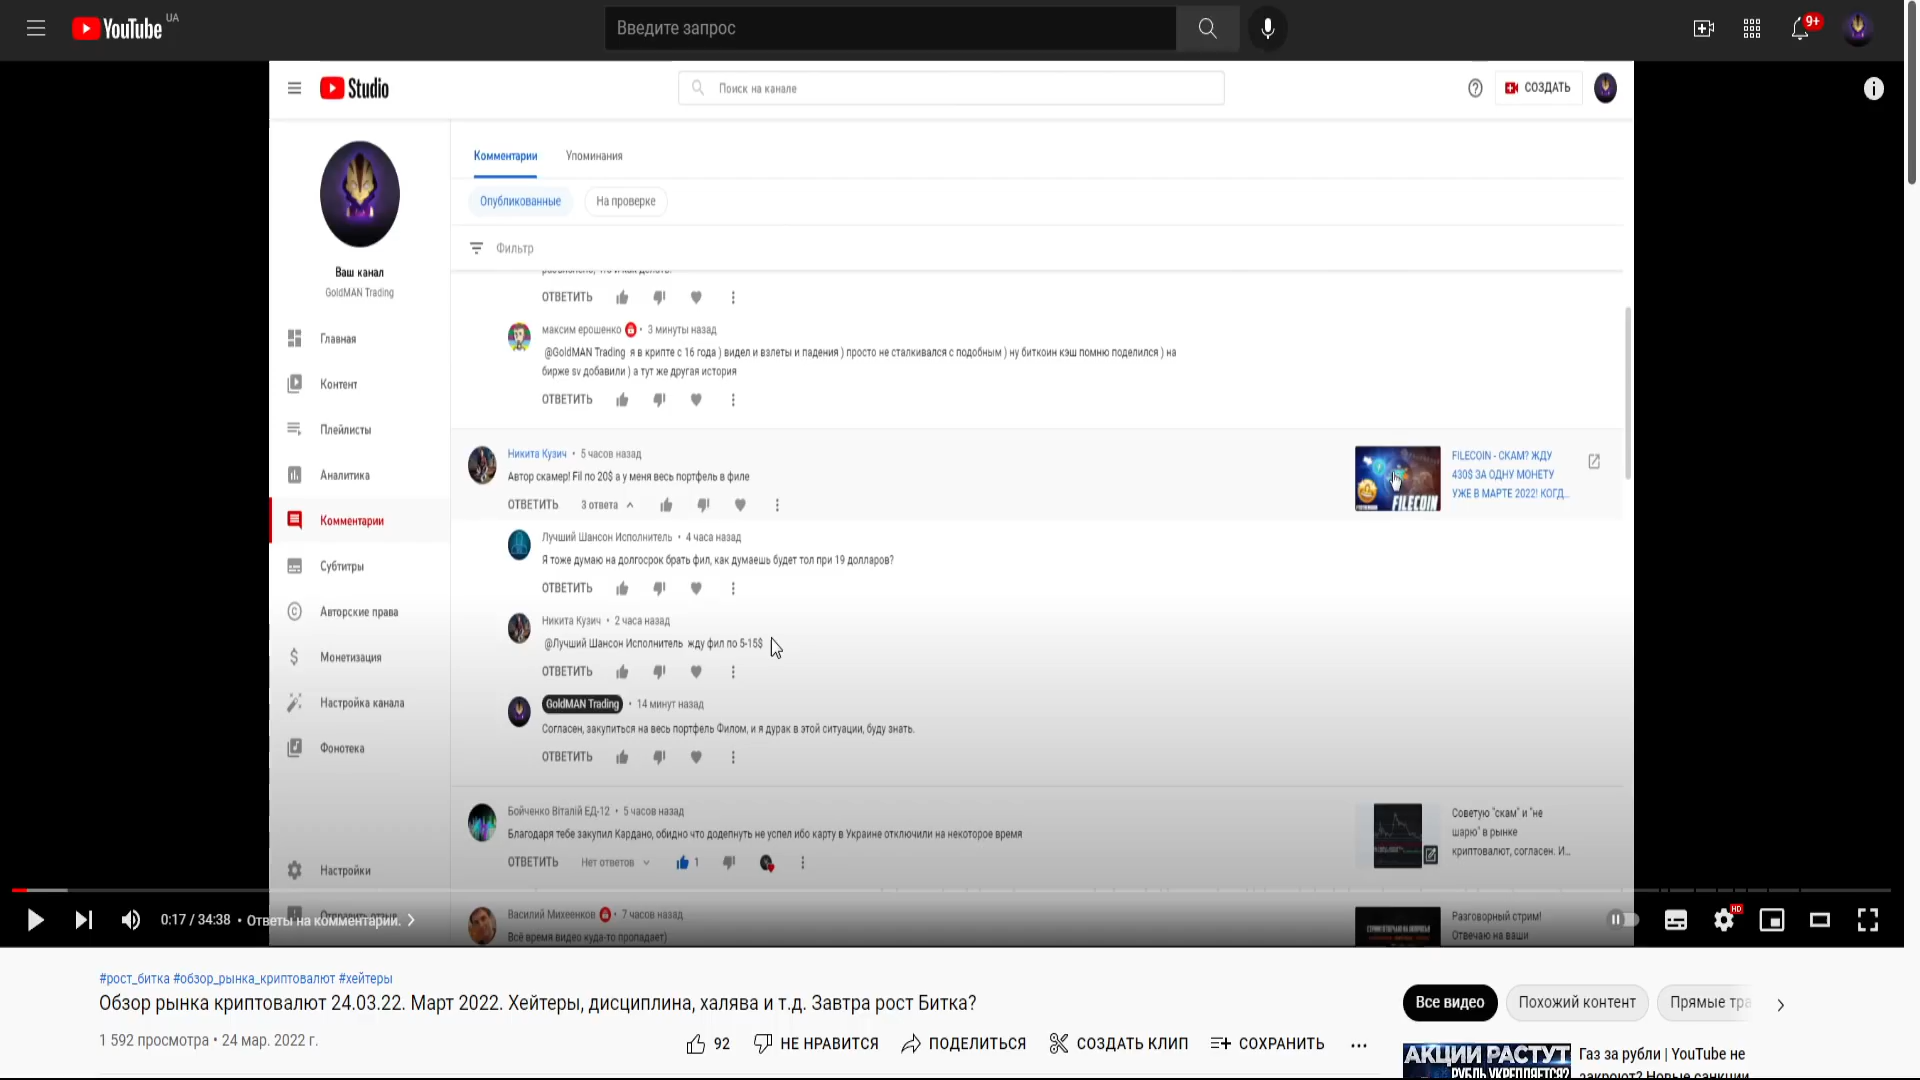 YouTube UA
Введите запрос
9+
Studio
Поиск на канале
СОЗДАТЬ
Ваш канал
GoldMAN Trading
Главная
Контент
Плейлисты
Аналитика
Комментарии
Субтитры
Авторские права
Монетизация
Настройка канала
Фонотека
Настройки
Отправить отзыв
Комментарии
Упоминания
Опубликованные
На проверке
Фильтр
ОТВЕТИТЬ
максим ерошенко • 3 минуты назад
@GoldMAN Trading я в крипте с 16 года ) видел и взлеты и падения ) просто не сталкивался с подобным ) ну биткоин кэш помню поделился ) на
бирже sv добавили ) а тут же другая история
ОТВЕТИТЬ
Никита Кузич • 5 часов назад
Автор скамер! Fil по 20$ а у меня весь портфель в филе
ОТВЕТИТЬ 3 ответа
FILECOIN
FILECOIN - СКАМ? ЖДУ
430$ ЗА ОДНУ МОНЕТУ
УЖЕ В МАРТЕ 2022! КОГД...
Лучший Шансон Исполнитель • 4 часа назад
Я тоже думаю на долгосрок брать фил, как думаешь будет тол при 19 долларов?
ОТВЕТИТЬ
Никита Кузич • 2 часа назад
@Лучший Шансон Исполнитель жду фил по 5-15$
ОТВЕТИТЬ
GoldMAN Trading • 14 минут назад
Согласен, закупиться на весь портфель Филом, и я дурак в этой ситуации, буду знать.
ОТВЕТИТЬ
Бойченко Віталій ЕД-12 • 5 часов назад
Благодаря тебе закупил Кардано, обидно что додепнуть не успел ибо карту в Украине отключили на некоторое время
ОТВЕТИТЬ Нет ответов 1
Советую "скам" и "не
шарю" в рынке
криптовалют, согласен. И...
Василий Михеенков • 7 часов назад
Всё время видео куда-то пропадает)
Разговорный стрим!
Отвечаю на ваши
0:17 / 34:38 • Ответы на комментарии.
HD
#рост_битка #обзор_рынка_криптовалют #хейтеры
Обзор рынка криптовалют 24.03.22. Март 2022. Хейтеры, дисциплина, халява и т.д. Завтра рост Битка?
1 592 просмотра • 24 мар. 2022 г.
92 НЕ НРАВИТСЯ ПОДЕЛИТЬСЯ СОЗДАТЬ КЛИП СОХРАНИТЬ
Все видео Похожий контент Прямые тра
АКЦИИ РАСТУТ
РУБЛЬ УКРЕПЛЯЕТСЯ?
Газ за рубли | YouTube не
закроют? Новые санкции